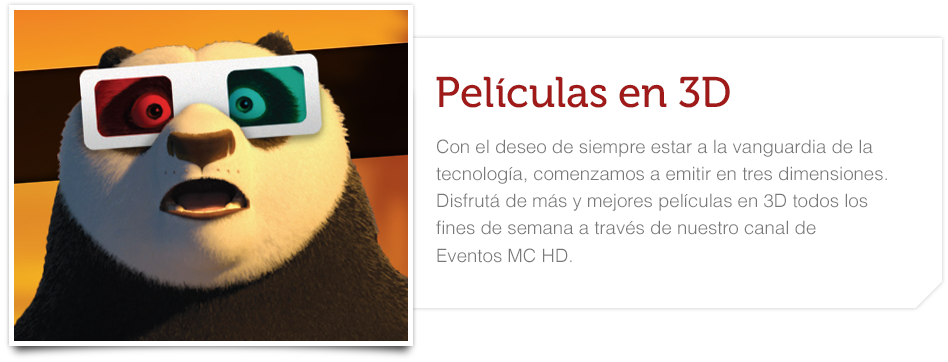 Películas en 3D
Con el deseo de siempre estar a la vanguardia de la
tecnología, comenzamos a emitir en tres dimensiones.
Disfrutá de más y mejores películas en 3D todos los
fines de semana a través de nuestro canal de
Eventos MC HD.